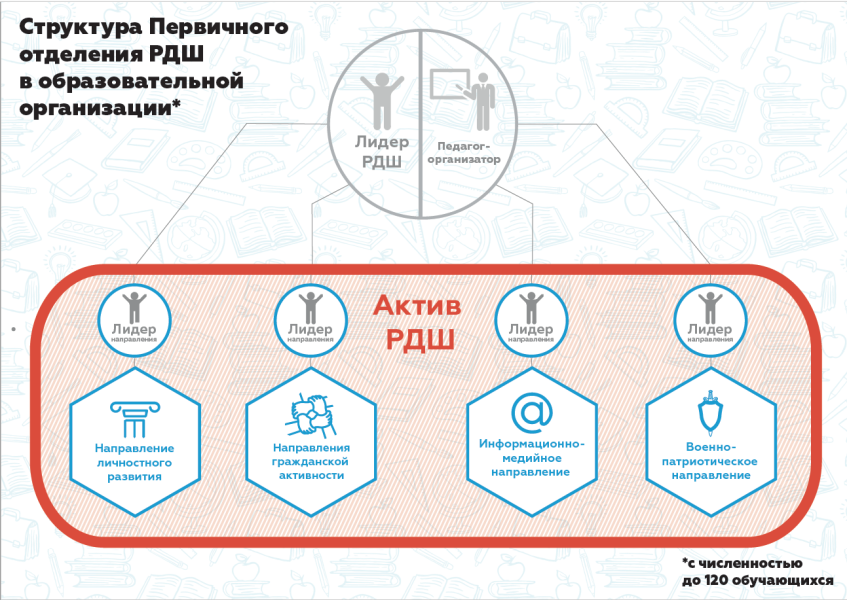 Структура Первичного
отделения РДШ
в образовательной
организации*
Лидер
РДШ
Педагог-
организатор
Актив
РДШ
Лидер
направления
Лидер
направления
Лидер
направления
Лидер
направления
Направление
личностного
развития
Направления
гражданской
активности
Информационно-
медийное
направление
Военно-
патриотическое
направление
*с численностью
до 120 обучающихся